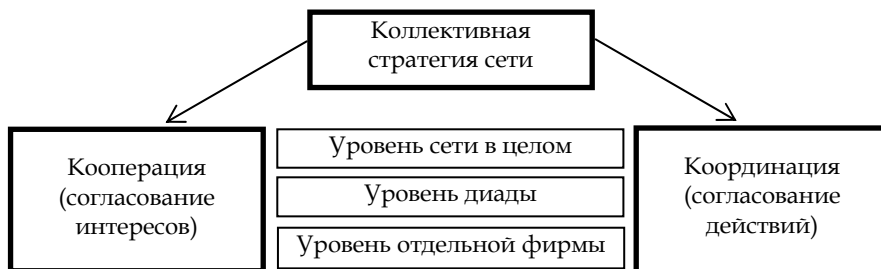 Коллективная
стратегия сети
Кооперация
(согласование
интересов)
Уровень сети в целом
Уровень диады
Уровень отдельной фирмы
Координация
(согласование
действий)